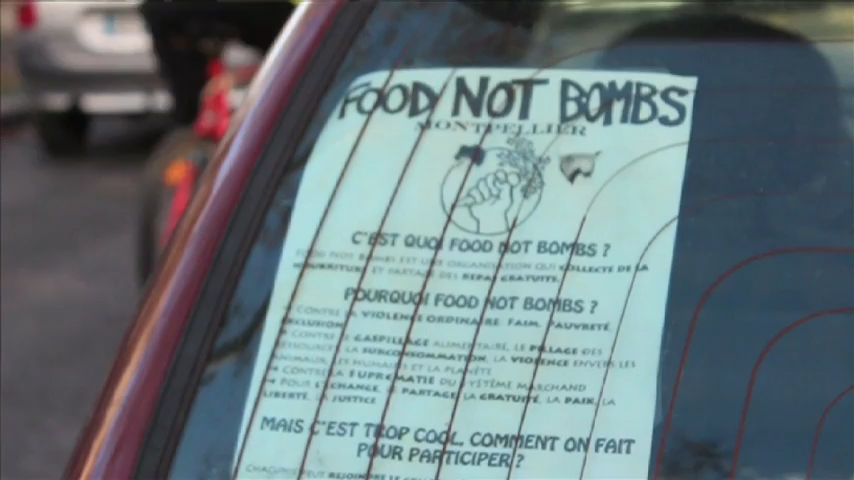 FOOD NOT BOMBS
MONTPELLIER
C'EST QUOI FOOD NOT BOMBS ?
FOOD NOT BOMBS EST UNE ORGANISATION QUI COLLECTE DE LA
NOURRITURE ET PARTAGE DES REPAS GRATUITS.
POURQUOI FOOD NOT BOMBS ?
→ CONTRE LA VIOLENCE ORDINAIRE: FAIM, PAUVRETÉ,
EXCLUSION
→ CONTRE LE GASPILLAGE ALIMENTAIRE, LE PILLAGE DES
RESSOURCES, LA SURCONSOMMATION, LA VIOLENCE ENVERS LES
ANIMAUX, LES HUMAINS ET LA PLANÈTE
→ CONTRE LA SUPRÉMATIE DU SYSTÈME MARCHAND
→ POUR L'ÉCHANGE, LE PARTAGE, LA GRATUITÉ, LA PAIX, LA
LIBERTÉ, LA JUSTICE
MAIS C'EST TROP COOL, COMMENT ON FAIT
POUR PARTICIPER ?
PEUT REJOINDRE LE